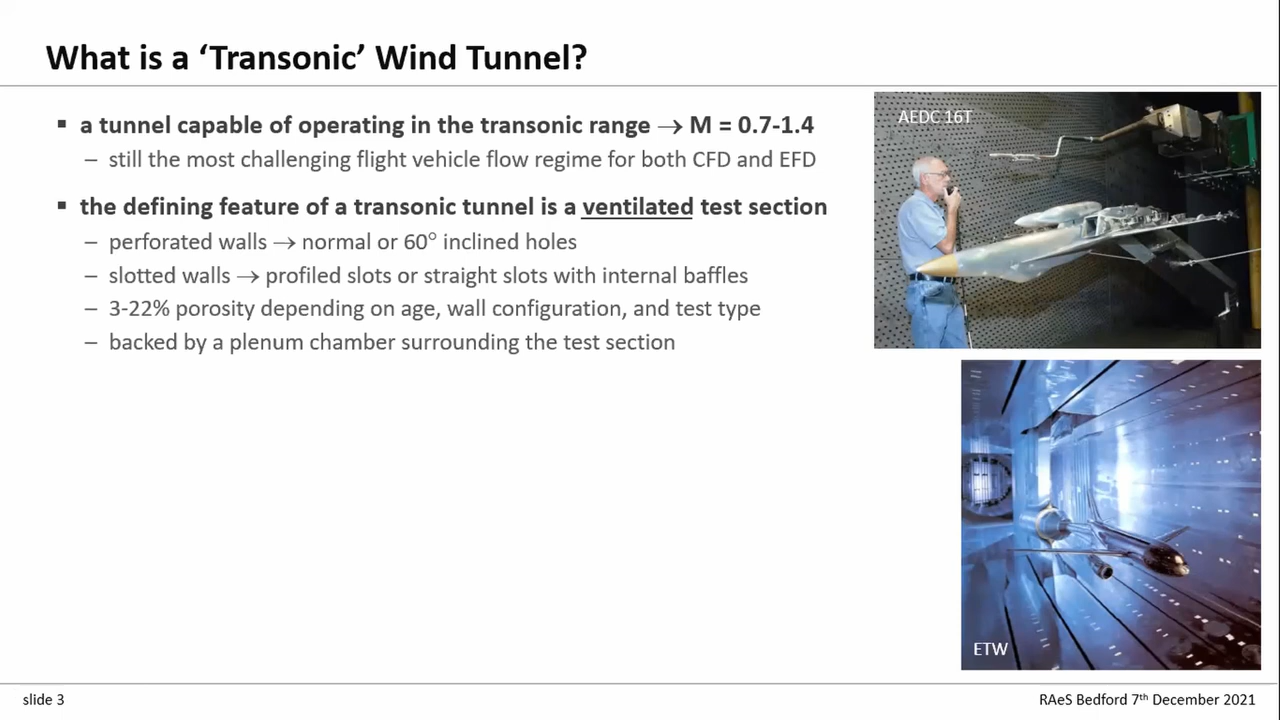 What is a ‘Transonic’ Wind Tunnel?
▪ a tunnel capable of operating in the transonic range → M = 0.7-1.4
– still the most challenging flight vehicle flow regime for both CFD and EFD
▪ the defining feature of a transonic tunnel is a ventilated test section
– perforated walls → normal or 60° inclined holes
– slotted walls → profiled slots or straight slots with internal baffles
– 3-22% porosity depending on age, wall configuration, and test type
– backed by a plenum chamber surrounding the test section
AEDC 16T
ETW
slide 3
RAeS Bedford 7th December 2021